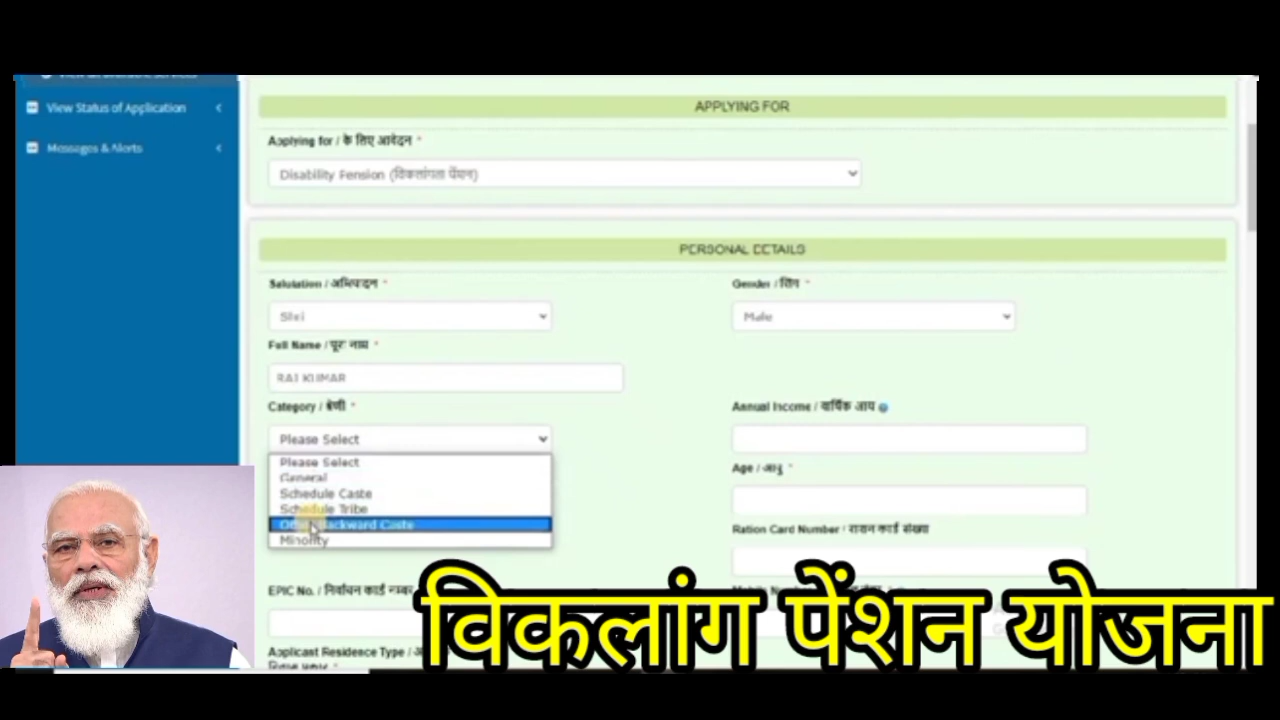 View Status of Application
Messages & Alerts
APPLYING FOR
Applying for / के लिए आवेदन *
Disability Pension (विकलांगता पेंशन)
PERSONAL DETAILS
Salutation / अभिवादन *
Gender / लिंग *
Shri
Male
Full Name / पूरा नाम *
RAJ KUMAR
Category / श्रेणी *
Annual Income / वार्षिक आय
Please Select
Please Select
General
Schedule Caste
Schedule Tribe
Other Backward Caste
Minority
Age / आयु *
Ration Card Number / राशन कार्ड संख्या
EPIC No. / निर्वाचन कार्ड नम्बर
Applicant Residence Type /
विकलांग पेंशन योजना